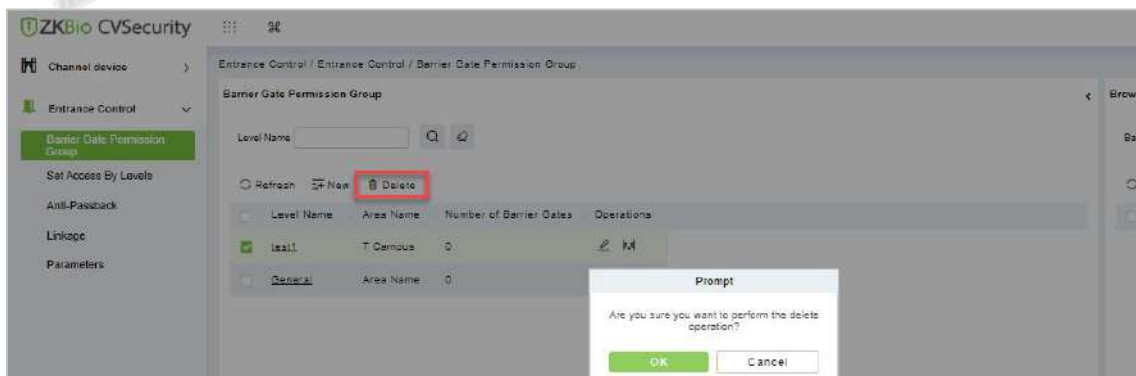 ZKBio CVSecurity
Channel device
Entrance Control / Entrance Control / Barrier Gate Permission Group
Entrance Control
Barrier Gate Permission Group
Brow
Level Name
Ba
Barrier Gate Permission
Group
Set Access By Levels
Refresh New Delete
Anti-Passback
Level Name Area Name Number of Barrier Gates Operations
Linkage
test1 T Campus 0
Parameters
General Area Name 0
Prompt
Are you sure you want to perform the delete
operation?
OK Cancel